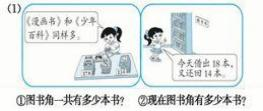 (1)
《漫画书》和《少年
百科》同样多。
今天借出18本，
又还回14本。
①图书角一共有多少本书？ ②现在图书角有多少本书？